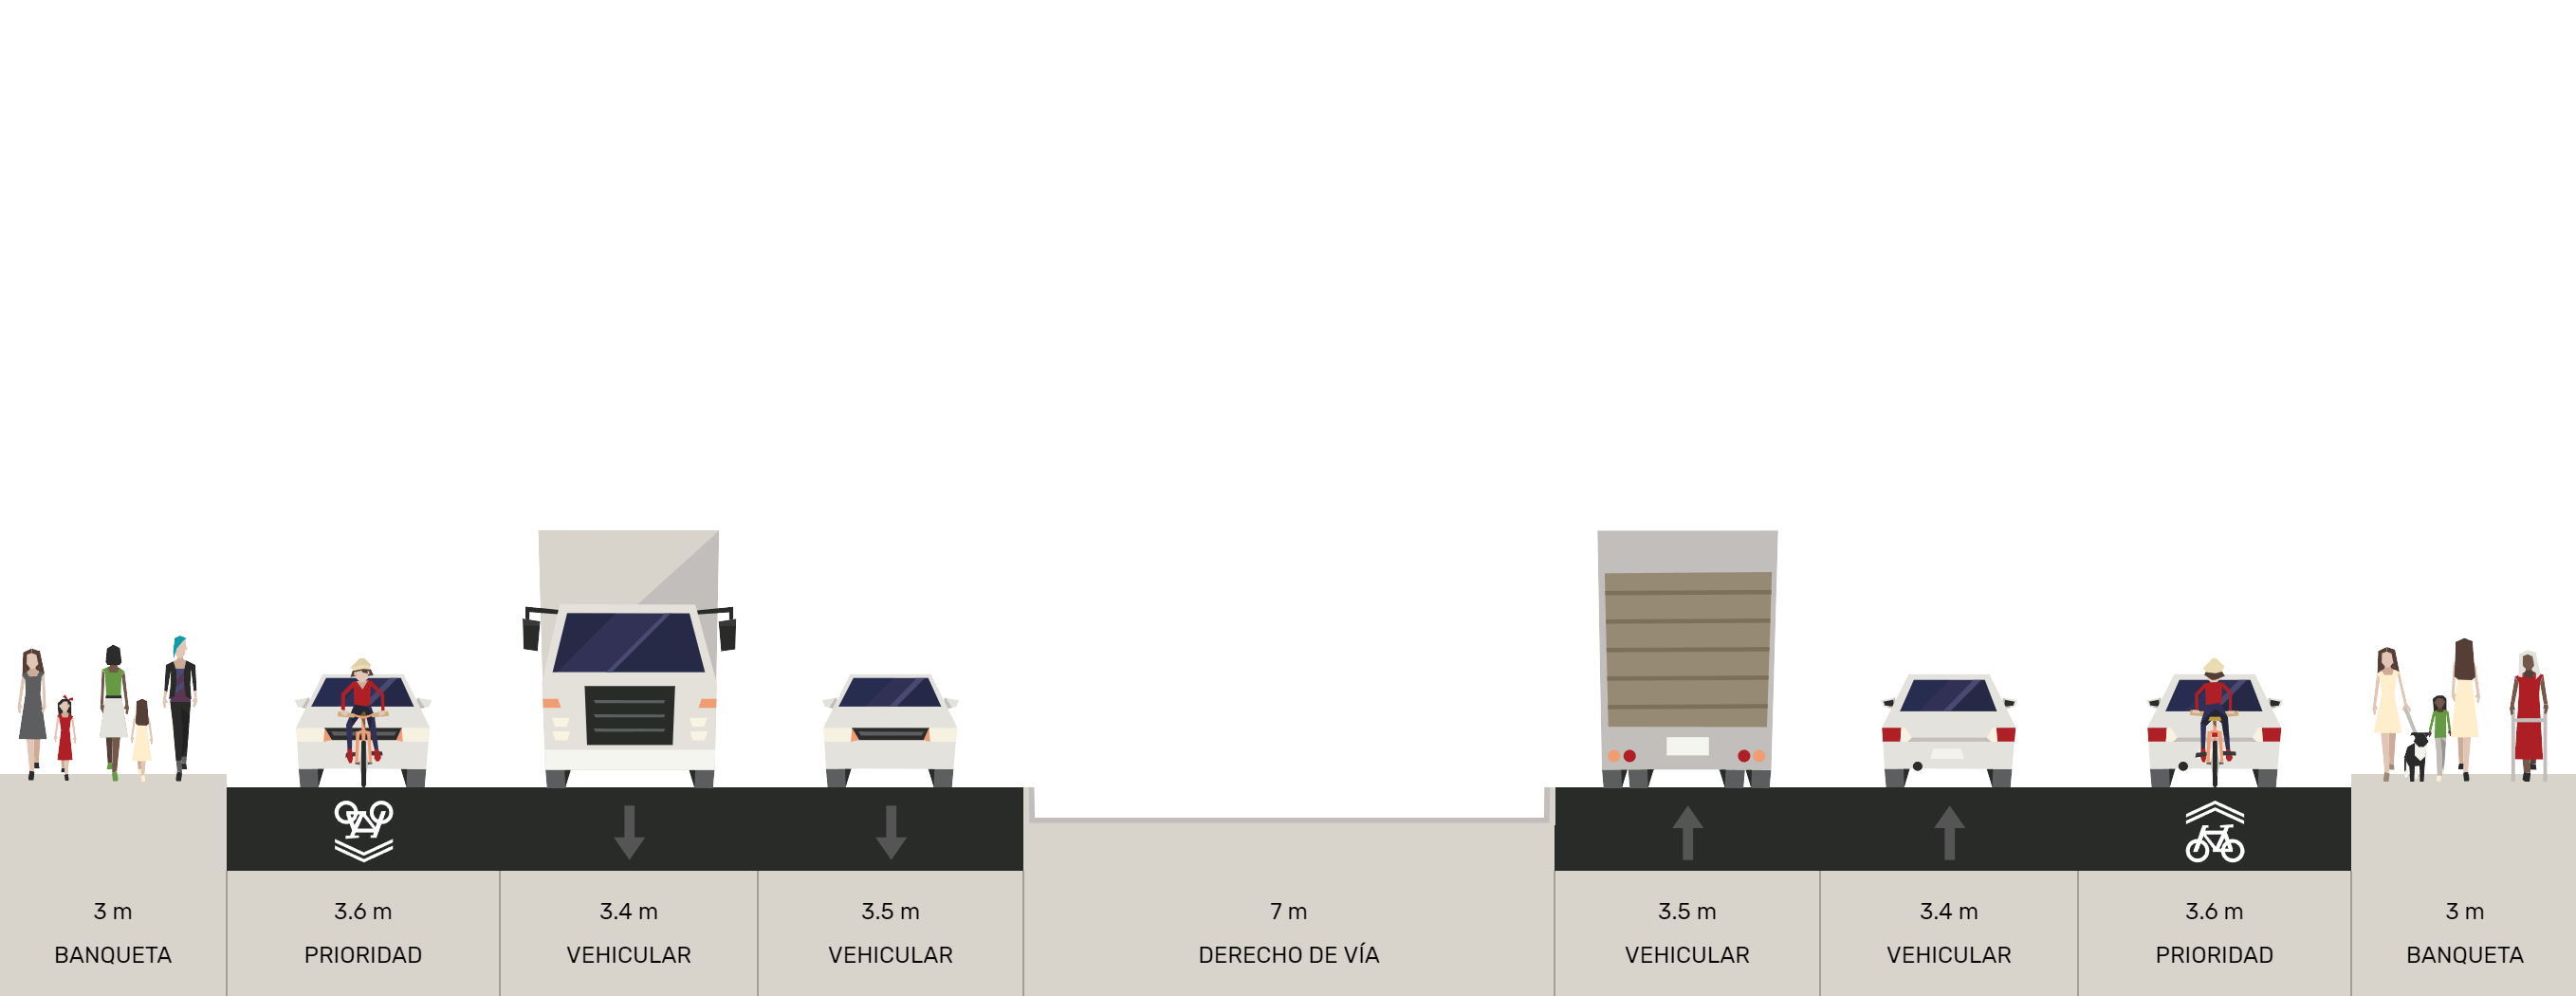 3 m
BANQUETA
3.6 m
PRIORIDAD
3.4 m
VEHICULAR
3.5 m
VEHICULAR
7 m
DERECHO DE VÍA
3.5 m
VEHICULAR
3.4 m
VEHICULAR
3.6 m
PRIORIDAD
3 m
BANQUETA